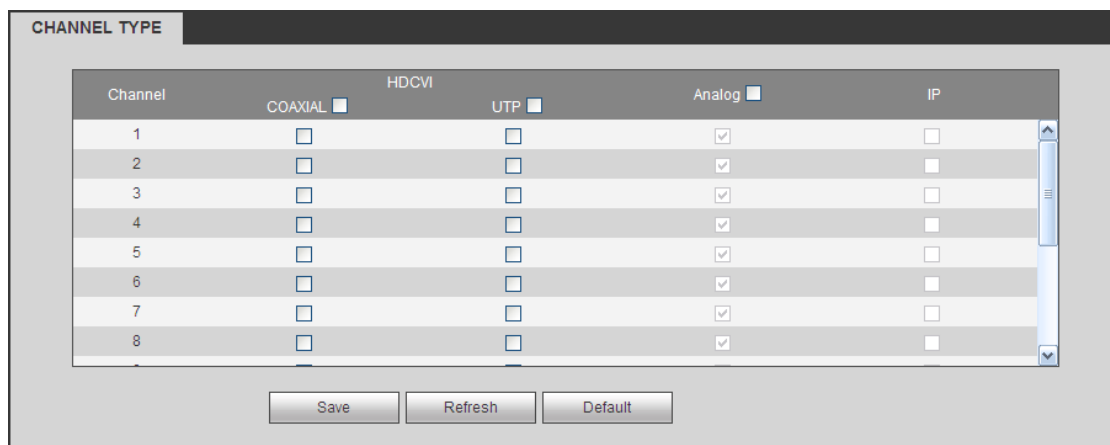 CHANNEL TYPE
HDCVI
Channel COAXIAL UTP Analog IP
1
2
3
4
5
6
7
8
Save Refresh Default